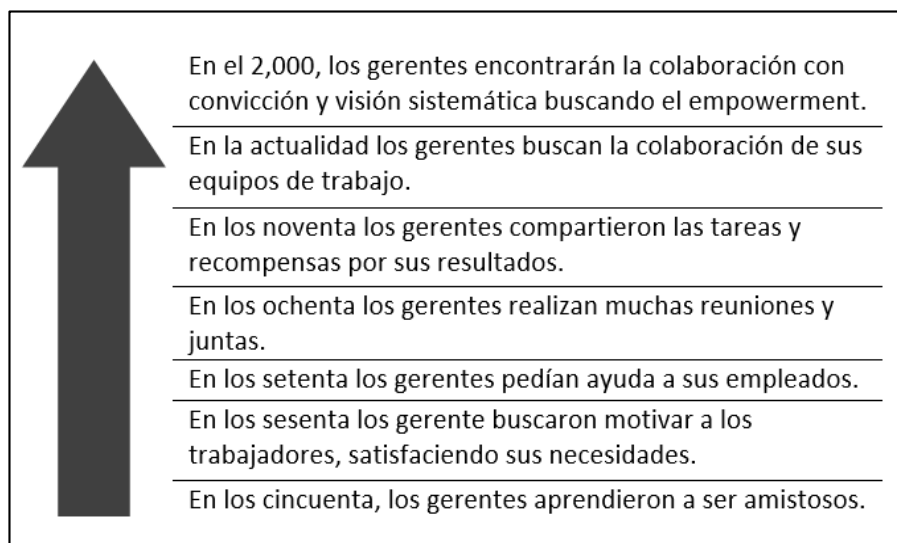 En el 2,000, los gerentes encontrarán la colaboración con
convicción y visión sistemática buscando el empowerment.
En la actualidad los gerentes buscan la colaboración de sus
equipos de trabajo.
En los noventa los gerentes compartieron las tareas y
recompensas por sus resultados.
En los ochenta los gerentes realizan muchas reuniones y
juntas.
En los setenta los gerentes pedían ayuda a sus empleados.
En los sesenta los gerente buscaron motivar a los
trabajadores, satisfaciendo sus necesidades.
En los cincuenta, los gerentes aprendieron a ser amistosos.